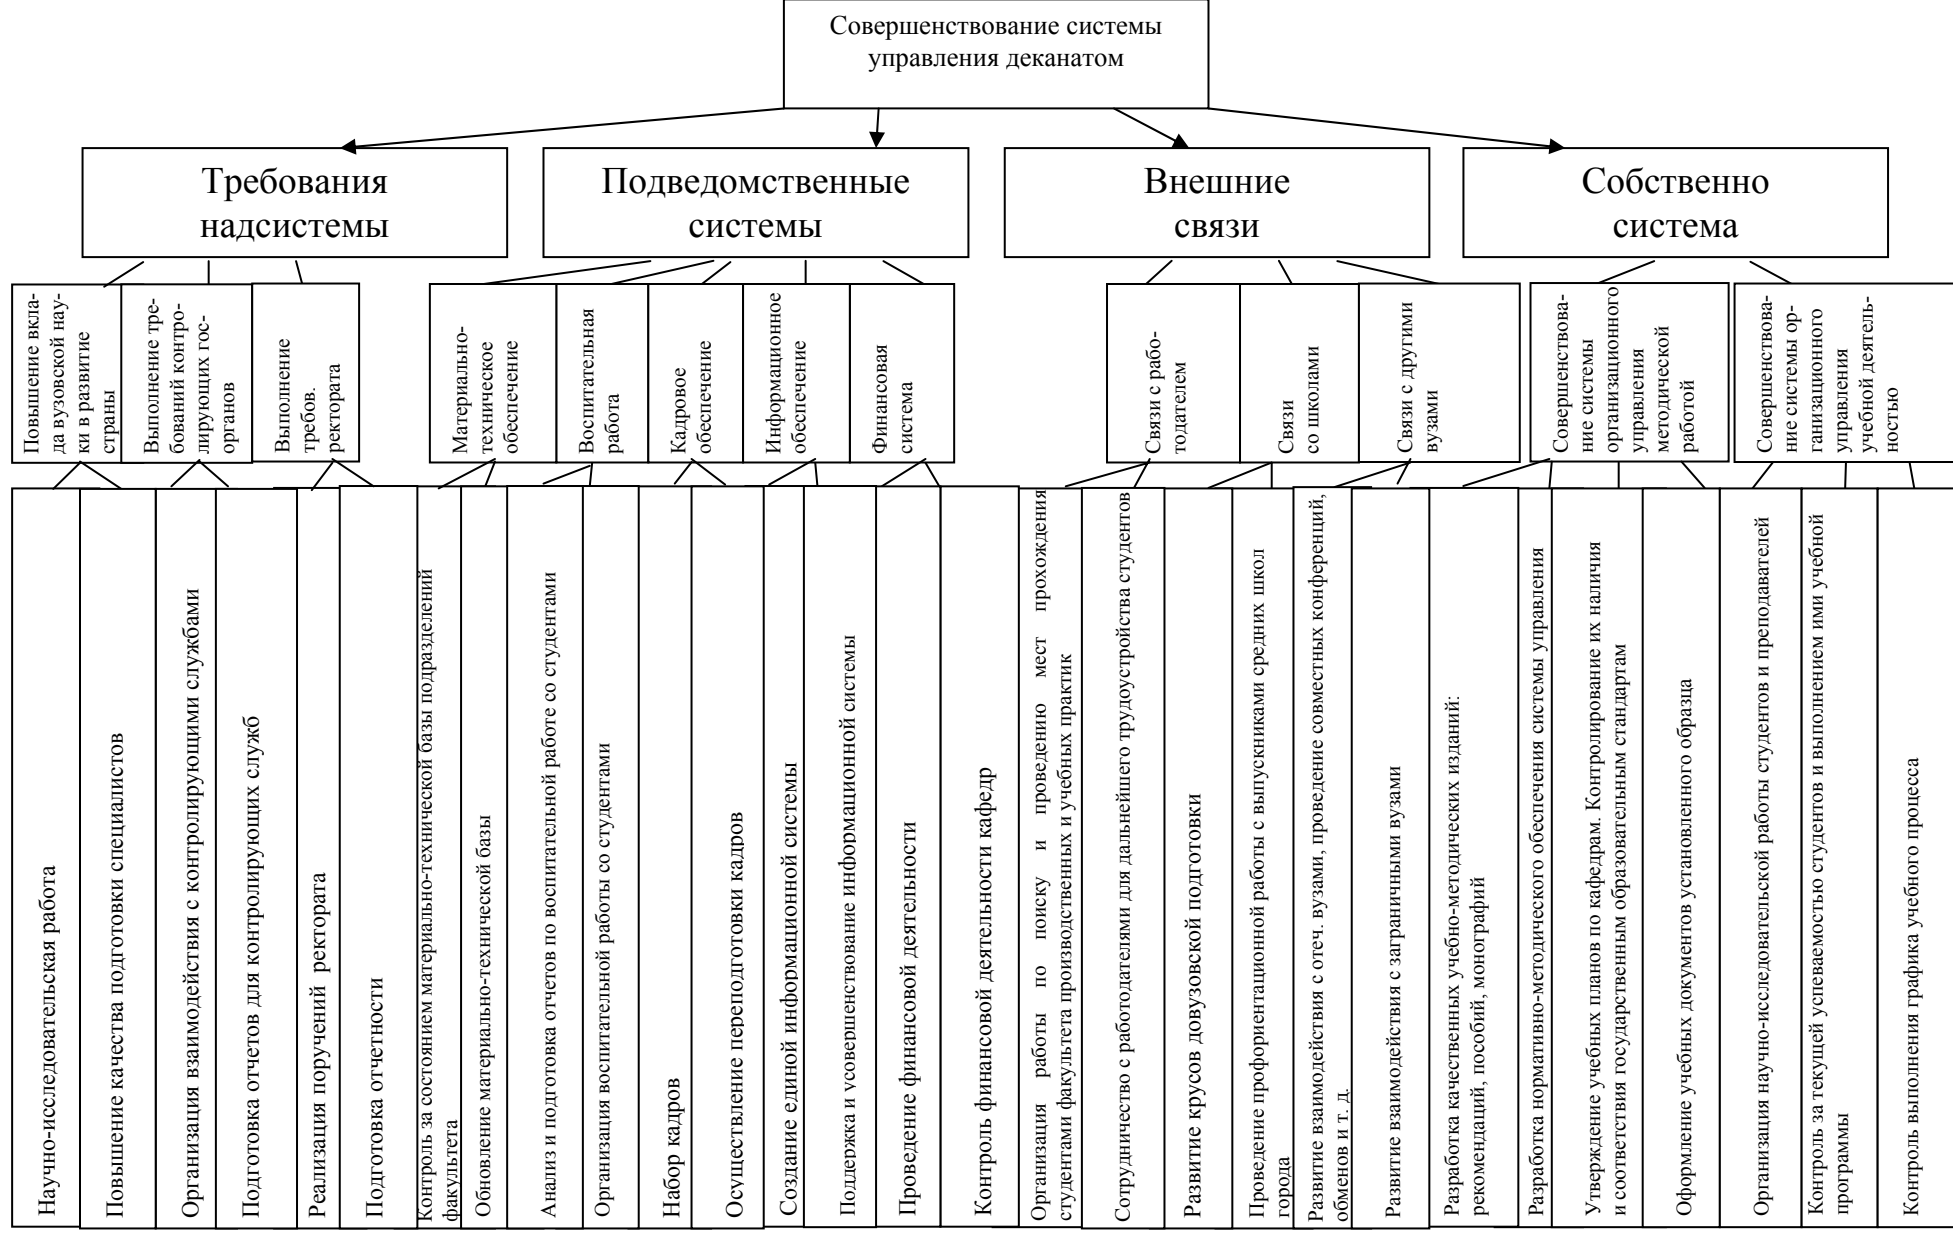 Совершенствование системы
управления деканатом
Требования
надсистемы
Подведомственные
системы
Внешние
связи
Собственно
система
Повышение вкла-
да вузовской нау-
ки в развитие
страны
Выполнение тре-
бований контро-
лирующих гос-
органов
Выполнение
требов.
ректората
Материально-
техническое
обеспечение
Воспитательная
работа
Кадровое
обеспечение
Информационное
обеспечение
Финансовая
система
Связи с рабо-
тодателем
Связи
со школами
Связи с другими
вузами
Совершенствова-
ние системы
организационного
управления
методической
работой
Совершенствова-
ние системы ор-
ганизационного
управления
учебной деятель-
ностью
Научно-исследовательская работа
Повышение качества подготовки специалистов
Организация взаимодействия с контролирующими службами
Подготовка отчетов для контролирующих служб
Реализация поручений ректората
Подготовка отчетности
Контроль за состоянием материально-технической базы подразделений
факультета
Обновление материально-технической базы
Анализ и подготовка отчетов по воспитательной работе со студентами
Организация воспитательной работы со студентами
Набор кадров
Осуществление переподготовки кадров
Создание единой информационной системы
Поддержка и усовершенствование информационной системы
Проведение финансовой деятельности
Контроль финансовой деятельности кафедр
Организация работы по поиску и проведению мест прохождения
студентами факультета производственных и учебных практик
Сотрудничество с работодателями для дальнейшего трудоустройства студентов
Развитие крусов довузовской подготовки
Проведение профориентационной работы с выпускниками средних школ
города
Развитие взаимодействия с отеч. вузами, проведение совместных конференций,
обменов и т. д.
Развитие взаимодействия с заграничными вузами
Разработка качественных учебно-методических изданий:
рекомендаций, пособий, монографий
Разработка нормативно-методического обеспечения системы управления
Утверждение учебных планов по кафедрам. Контролирование их наличия
и соответствия государственным образовательным стандартам
Оформление учебных документов установленного образца
Организация научно-исследовательской работы студентов и преподавателей
Контроль за текущей успеваемостью студентов и выполнением ими учебной
программы
Контроль выполнения графика учебного процесса